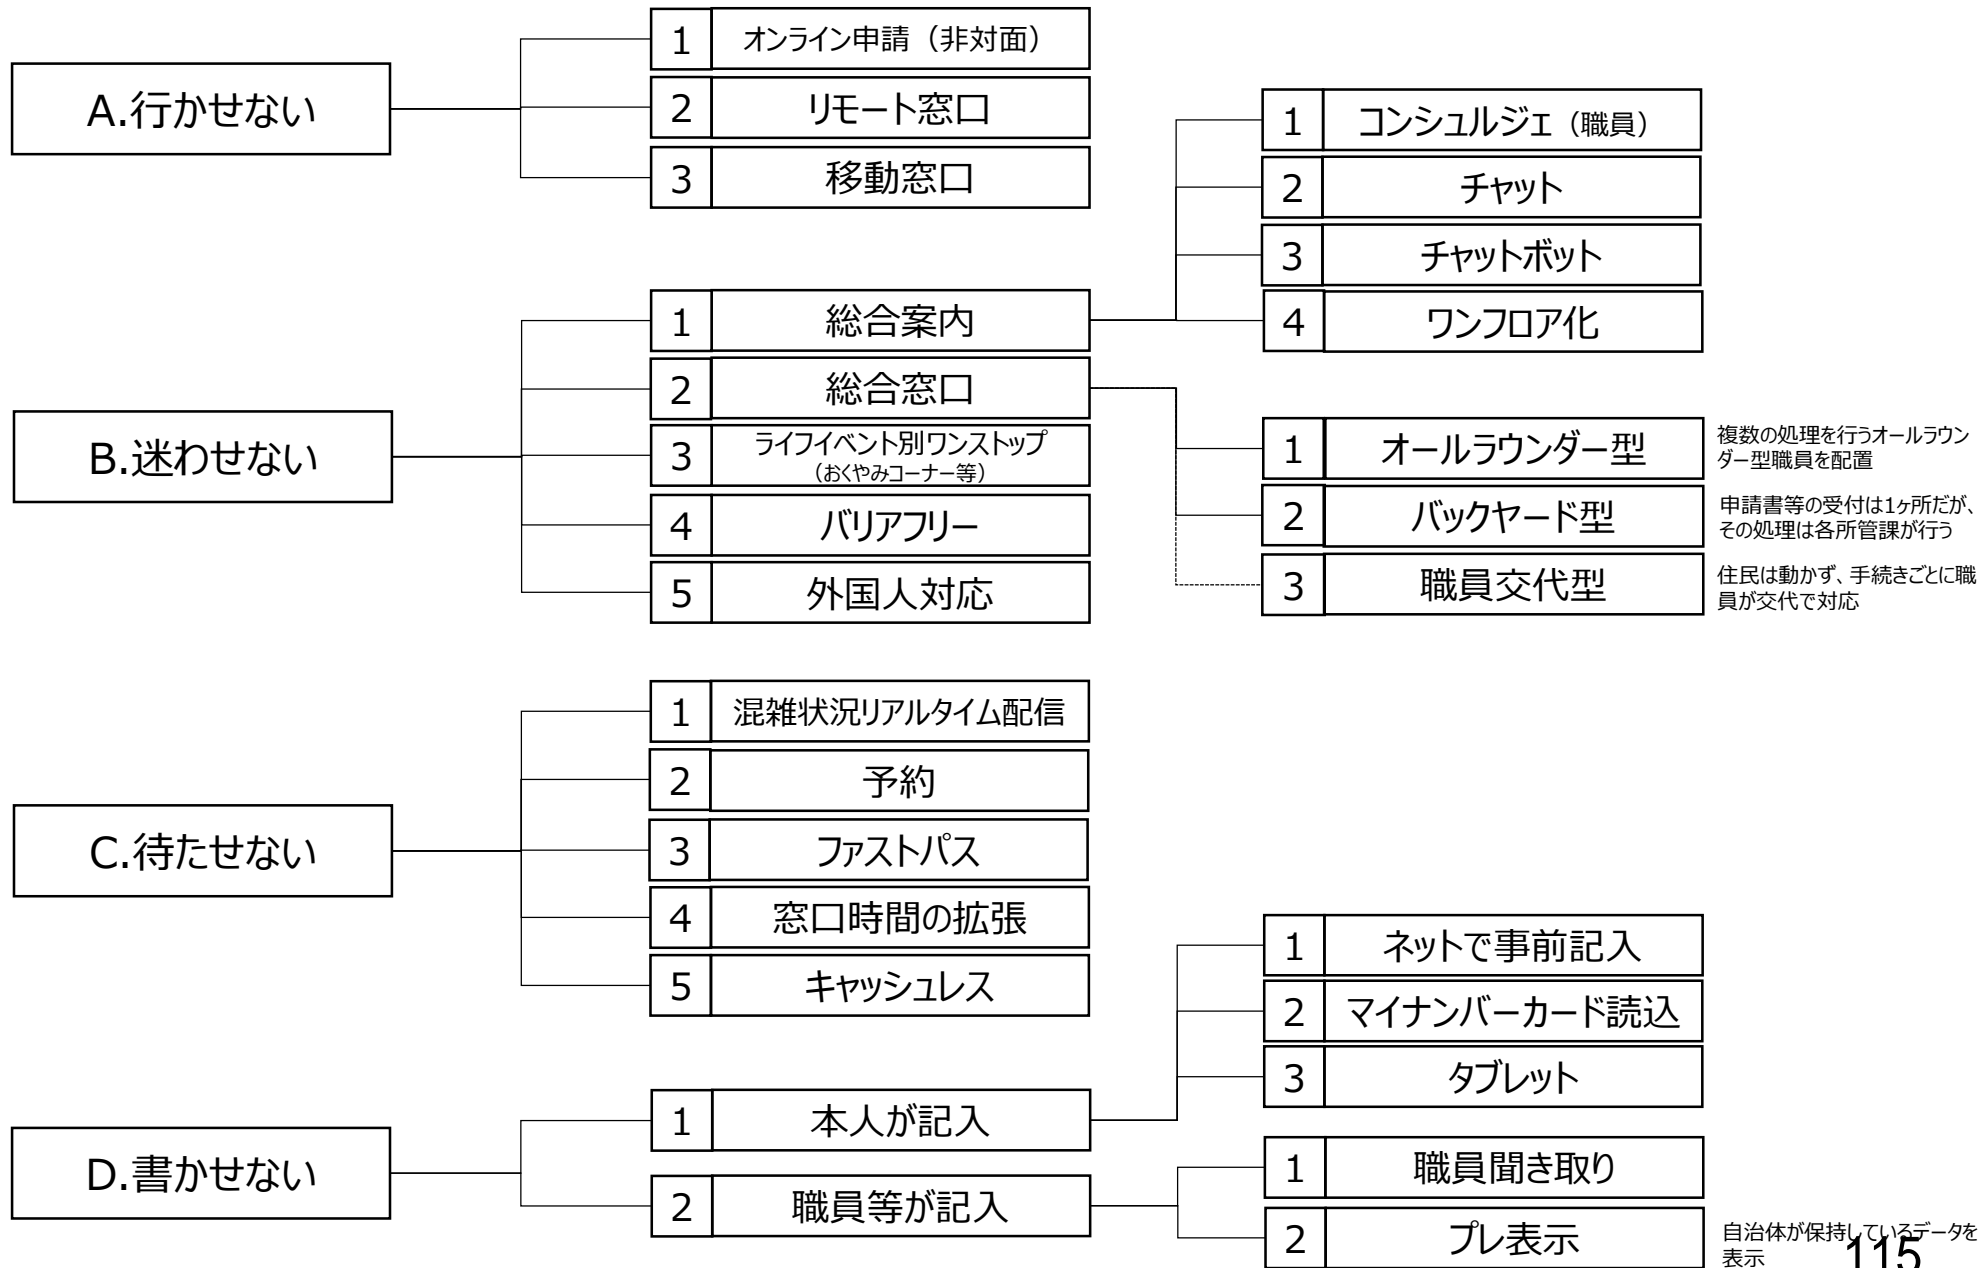 A.行かせない
1 オンライン申請（非対面）
2 リモート窓口
3 移動窓口
B.迷わせない
1 総合案内
1 コンシュルジェ（職員）
2 チャット
3 チャットボット
4 ワンフロア化
2 総合窓口
1 オールラウンダー型
複数の処理を行うオールラウン
ダー型職員を配置
2 バックヤード型
申請書等の受付は1ヶ所だが、
その処理は各所管課が行う
3 職員交代型
住民は動かず、手続きごとに職
員が交代で対応
3 ライフイベント別ワンストップ
（おくやみコーナー等）
4 バリアフリー
5 外国人対応
C.待たせない
1 混雑状況リアルタイム配信
2 予約
3 ファストパス
4 窓口時間の拡張
5 キャッシュレス
D.書かせない
1 本人が記入
1 ネットで事前記入
2 マイナンバーカード読込
3 タブレット
2 職員等が記入
1 職員聞き取り
2 プレ表示
自治体が保持しているデータを
表示
115